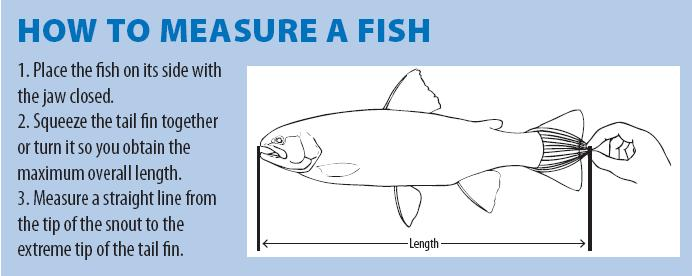 HOW TO MEASURE A FISH
1. Place the fish on its side with
the jaw closed.
2. Squeeze the tail fin together
or turn it so you obtain the
maximum overall length.
3. Measure a straight line from
the tip of the snout to the
extreme tip of the tail fin.
Length